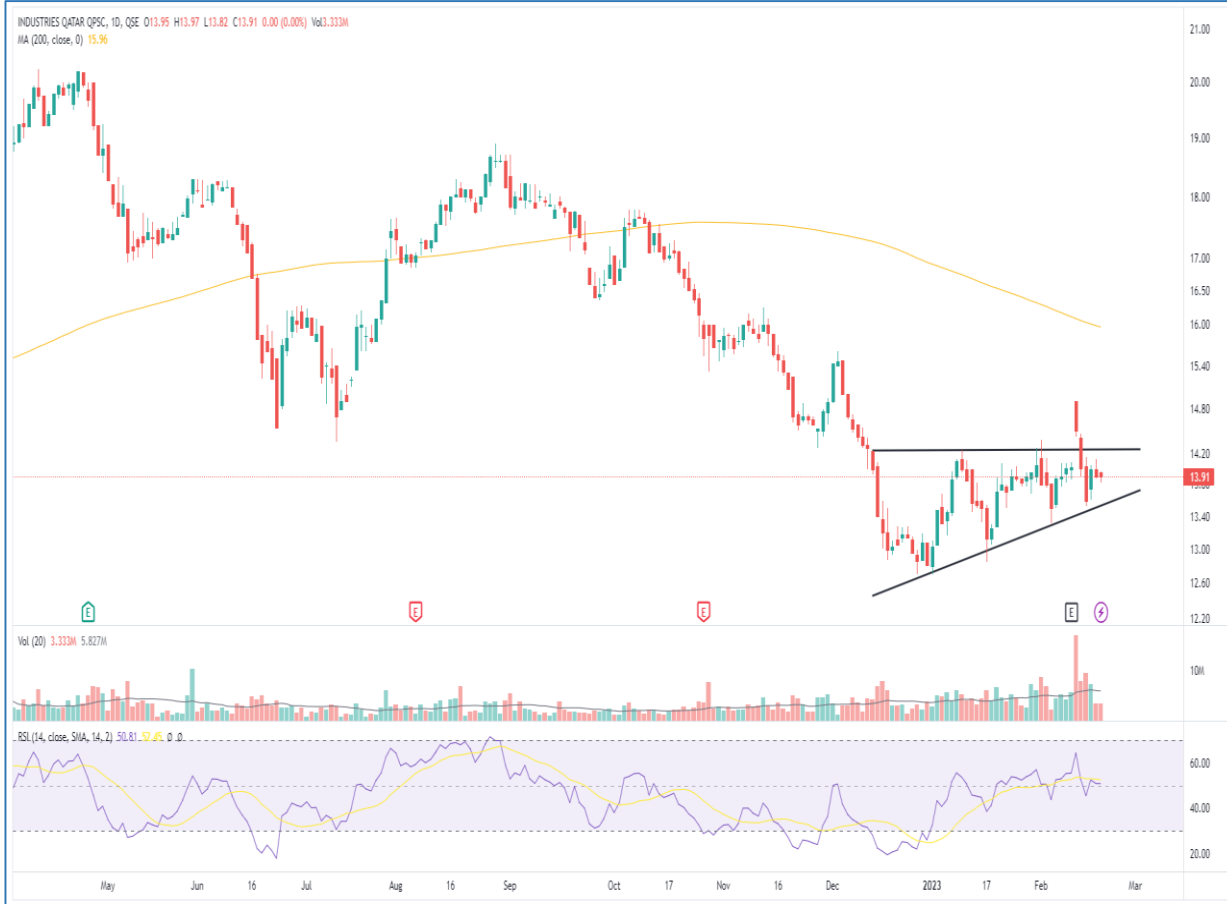 INDUSTRIES QATAR QPSC, 1D, QSE O13.95 H13.97 L13.82 C13.91 0.00 (0.00%) Vol3.333M
MA (200, close, 0) 15.96
21.00
20.00
19.00
18.00
17.00
16.50
16.00
15.40
14.80
14.20
13.91
13.80
13.40
13.00
12.60
12.20
E
E
E
E
Vol (20) 3.333M 5.827M
10M
RSI (14, close, SMA, 14, 2) 50.81 Ø Ø
60.00
40.00
20.00
May Jun 16 Jul Aug 16 Sep Oct 17 Nov 16 Dec 2023 17 Feb Mar